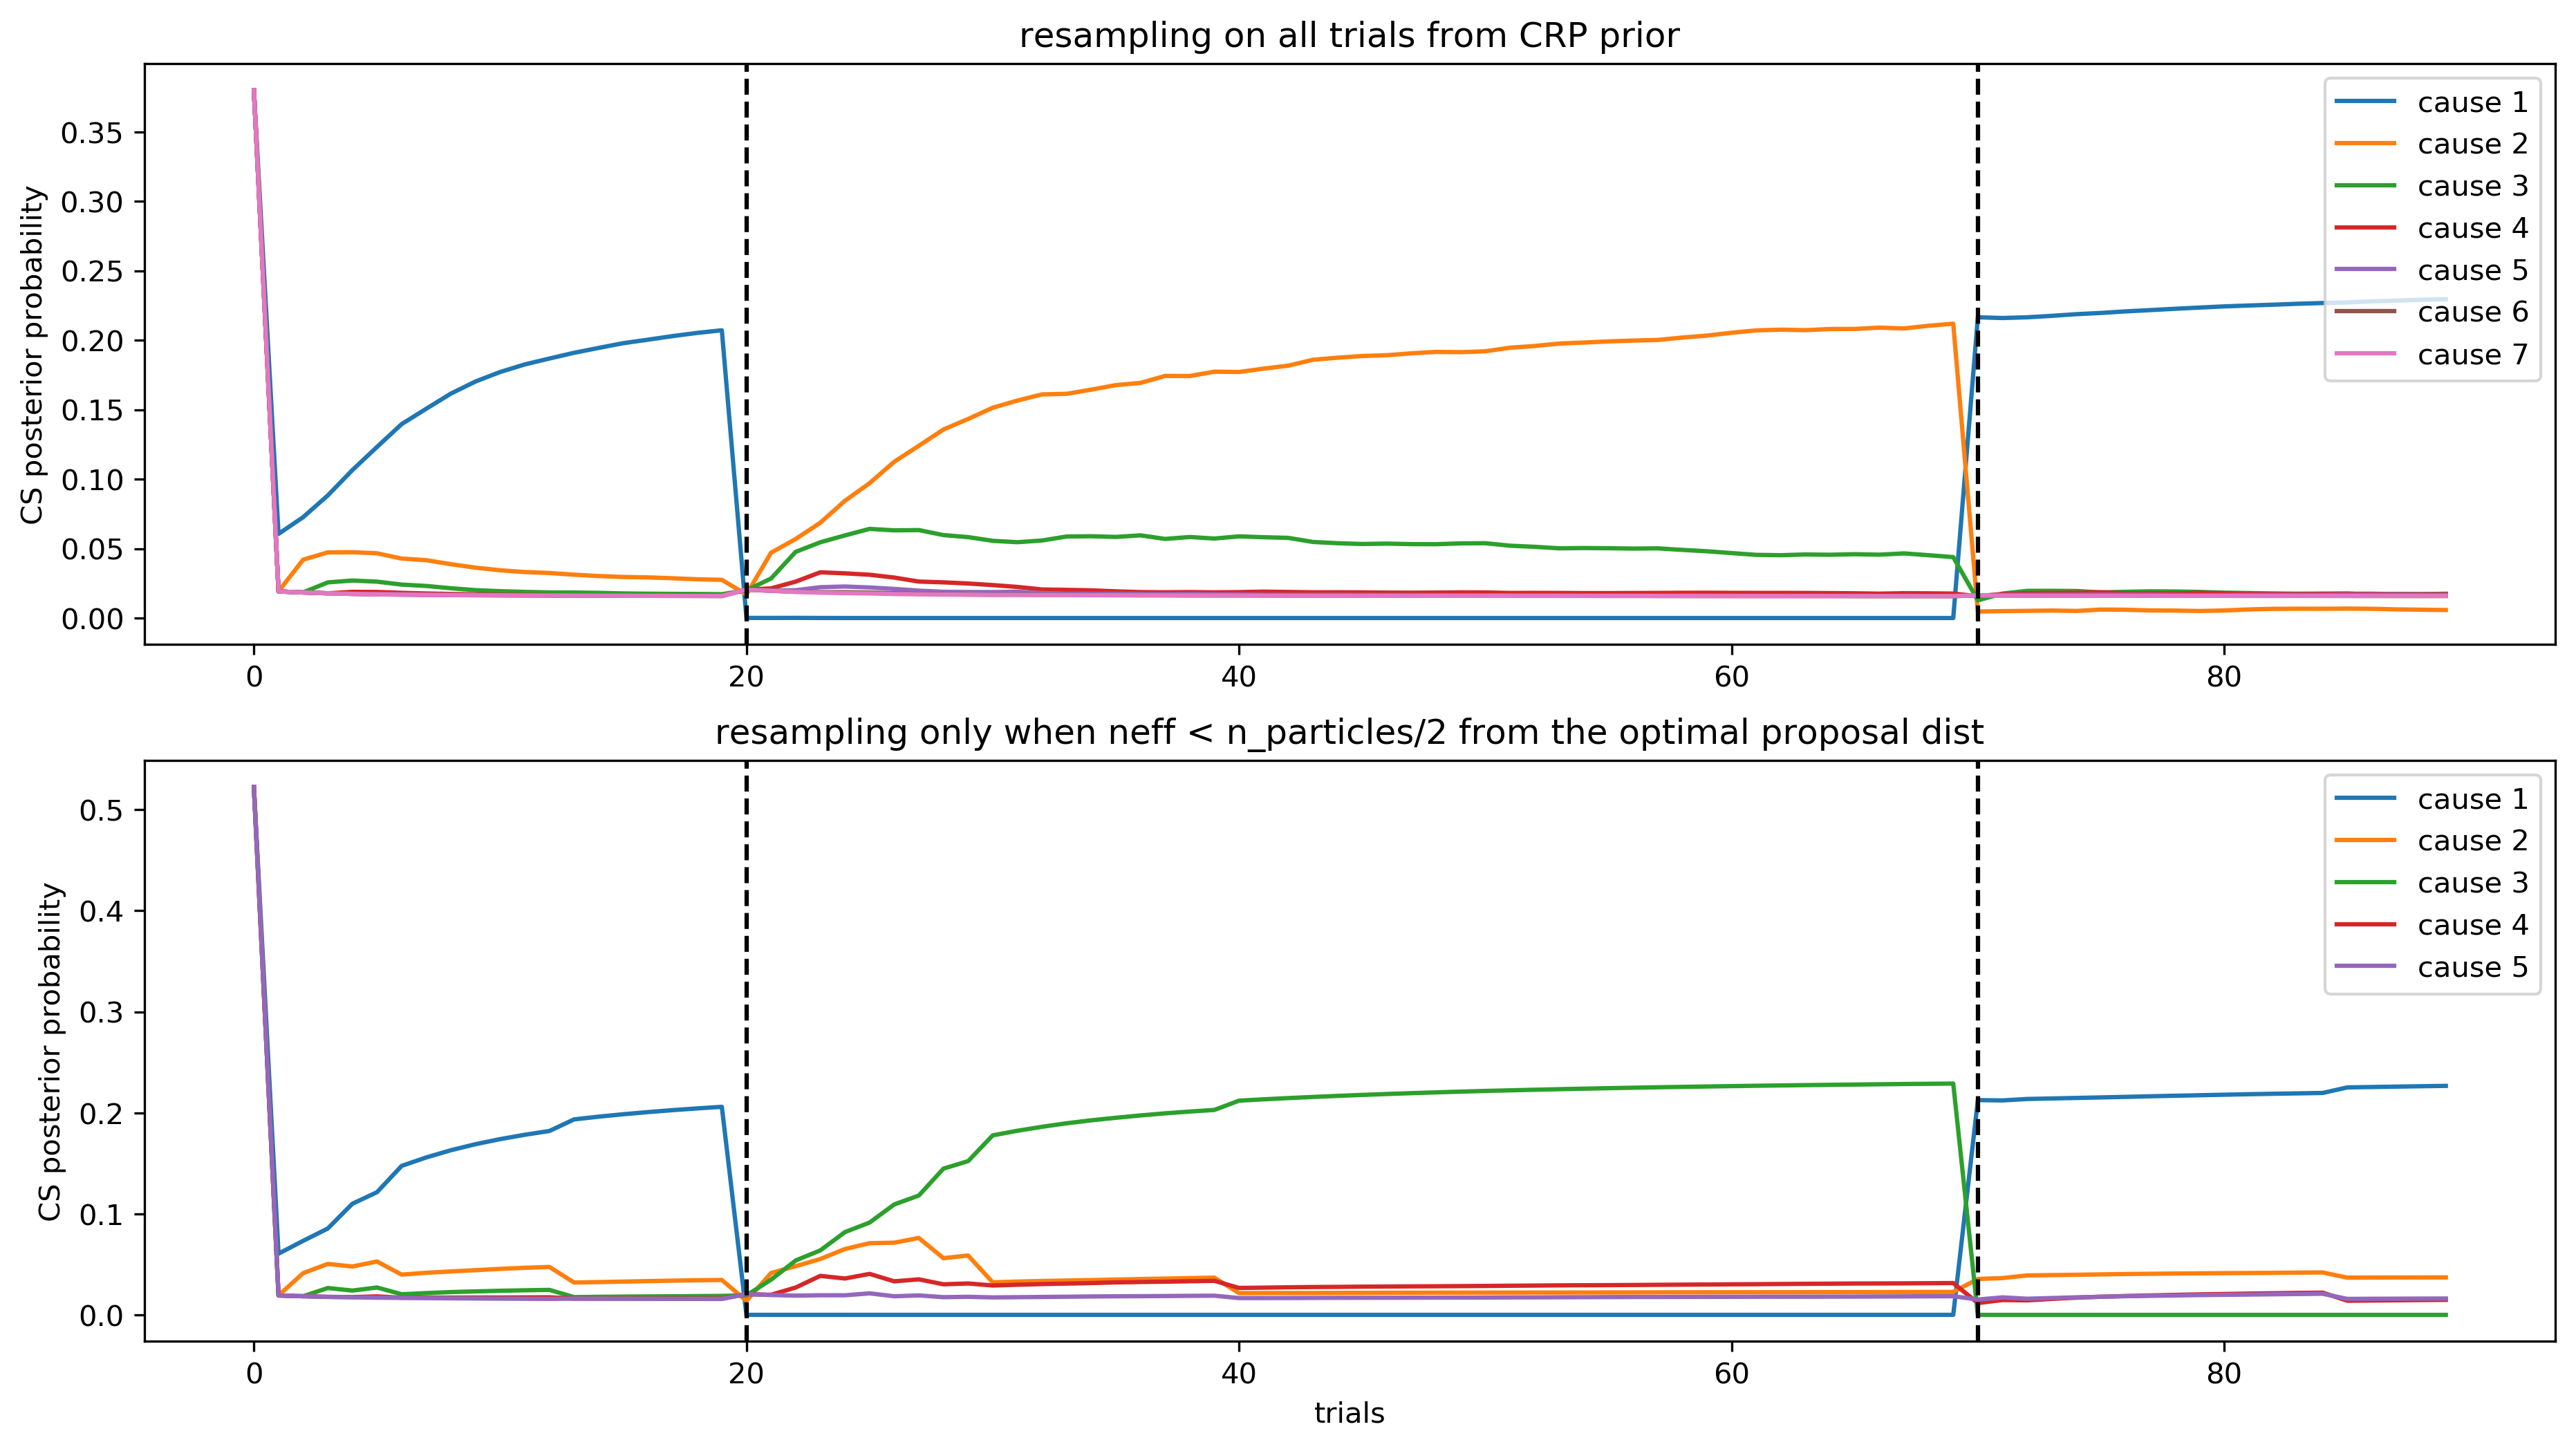 resampling on all trials from CRP prior
CS posterior probability
0.35
0.30
0.25
0.20
0.15
0.10
0.05
0.00
0
20
40
60
80
cause 1
cause 2
cause 3
cause 4
cause 5
cause 6
cause 7
resampling only when neff < n_particles/2 from the optimal proposal dist
CS posterior probability
0.5
0.4
0.3
0.2
0.1
0.0
0
20
40
60
80
cause 1
cause 2
cause 3
cause 4
cause 5
trials